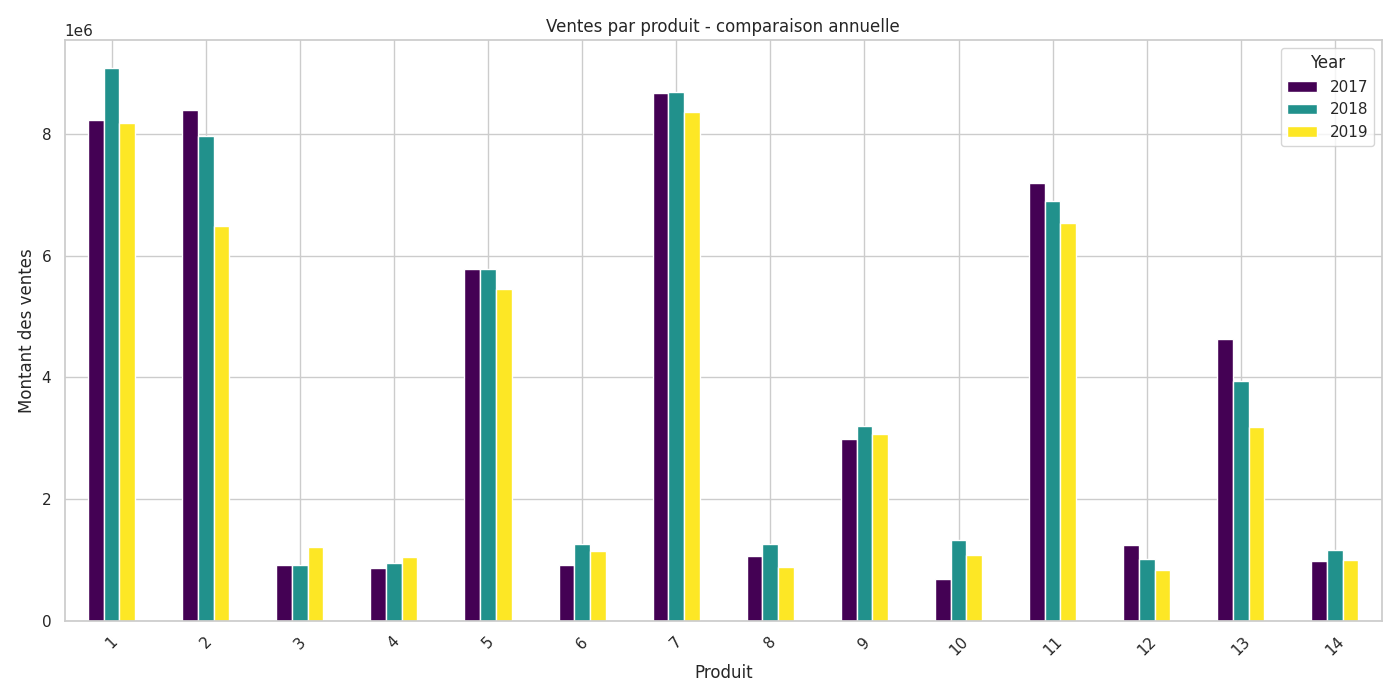 Ventes par produit - comparaison annuelle
1e6
Year
2017
2018
2019
8
6
4
2
0
Montant des ventes
1 2 3 4 5 6 7 8 9 10 11 12 13 14
Produit